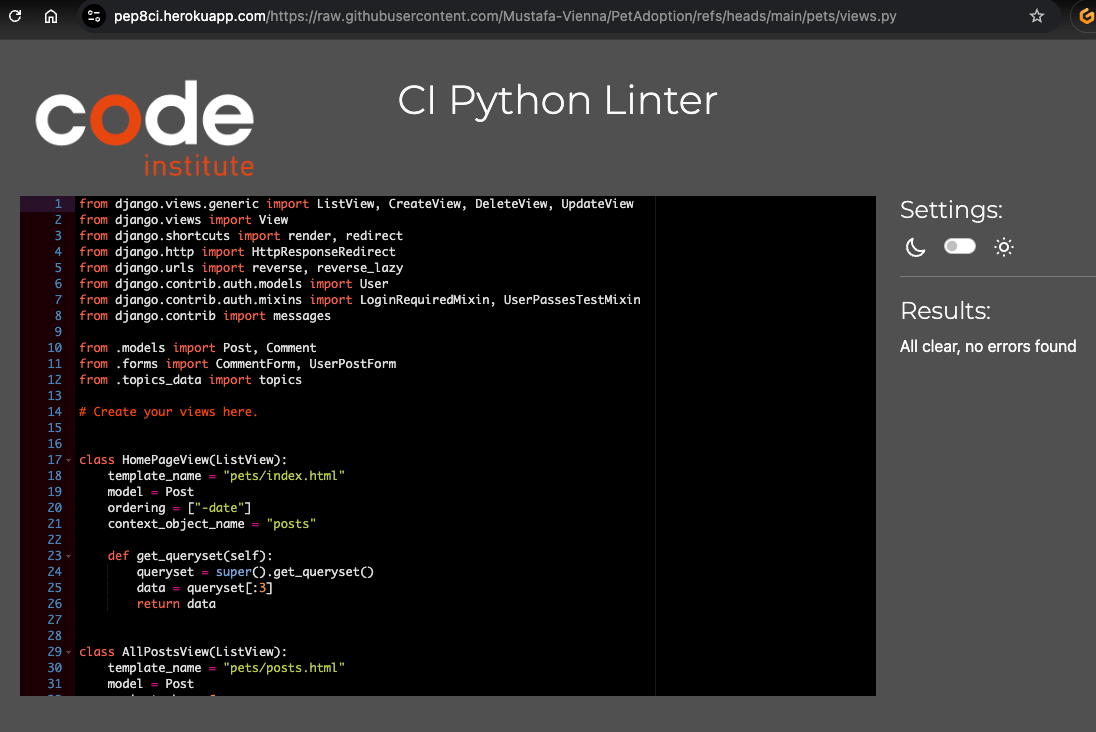 pep8ci.herokuapp.com/https://raw.githubusercontent.com/Mustafa-Vienna/PetAdoption/refs/heads/main/pets/views.py
code
institute
CI Python Linter
1 from django.views.generic import ListView, CreateView, DeleteView, UpdateView
2 from django.views import View
3 from django.shortcuts import render, redirect
4 from django.http import HttpResponseRedirect
5 from django.urls import reverse, reverse_lazy
6 from django.contrib.auth.models import User
7 from django.contrib.auth.mixins import LoginRequiredMixin, UserPassesTestMixin
8 from django.contrib import messages
9
10 from .models import Post, Comment
11 from .forms import CommentForm, UserPostForm
12 from .topics_data import topics
13
14 # Create your views here.
15
16
17 class HomePageView(ListView):
18     template_name = "pets/index.html"
19     model = Post
20     ordering = ["-date"]
21     context_object_name = "posts"
22
23     def get_queryset(self):
24         queryset = super().get_queryset()
25         data = queryset[:3]
26         return data
27
28
29 class AllPostsView(ListView):
30     template_name = "pets/posts.html"
31     model = Post
Settings:
Results:
All clear, no errors found